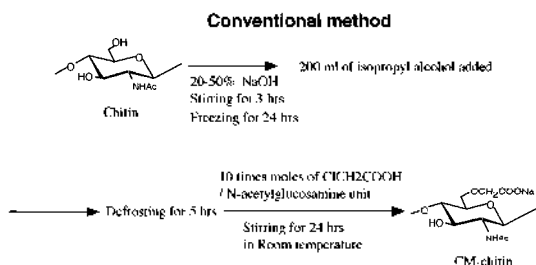 Conventional method
OH
O
O
HO
NHAc
Chitin
20-50% NaOH
Stirring for 3 hrs
Freezing for 24 hrs
200 ml of isopropyl alcohol added
Defrosting for 5 hrs
10 times moles of ClCH2COOH
/ N-acetylglucosamine unit
Stirring for 24 hrs
in Room temperature
OCH2COONa
O
O
HO
NHAc
CM-chitin